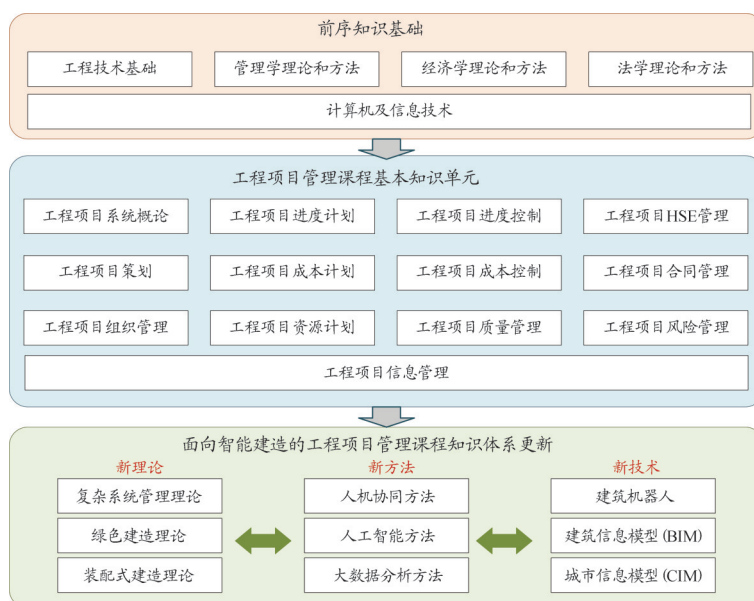 前序知识基础
工程技术基础 管理学理论和方法 经济学理论和方法 法学理论和方法
计算机及信息技术
工程项目管理课程基本知识单元
工程项目系统概论 工程项目进度计划 工程项目进度控制 工程项目HSE管理
工程项目策划 工程项目成本计划 工程项目成本控制 工程项目合同管理
工程项目组织管理 工程项目资源计划 工程项目质量管理 工程项目风险管理
工程项目信息管理
面向智能建造的工程项目管理课程知识体系更新
新理论 新方法 新技术
复杂系统管理理论 人机协同方法 建筑机器人
绿色建造理论 人工智能方法 建筑信息模型(BIM)
装配式建造理论 大数据分析方法 城市信息模型(CIM)